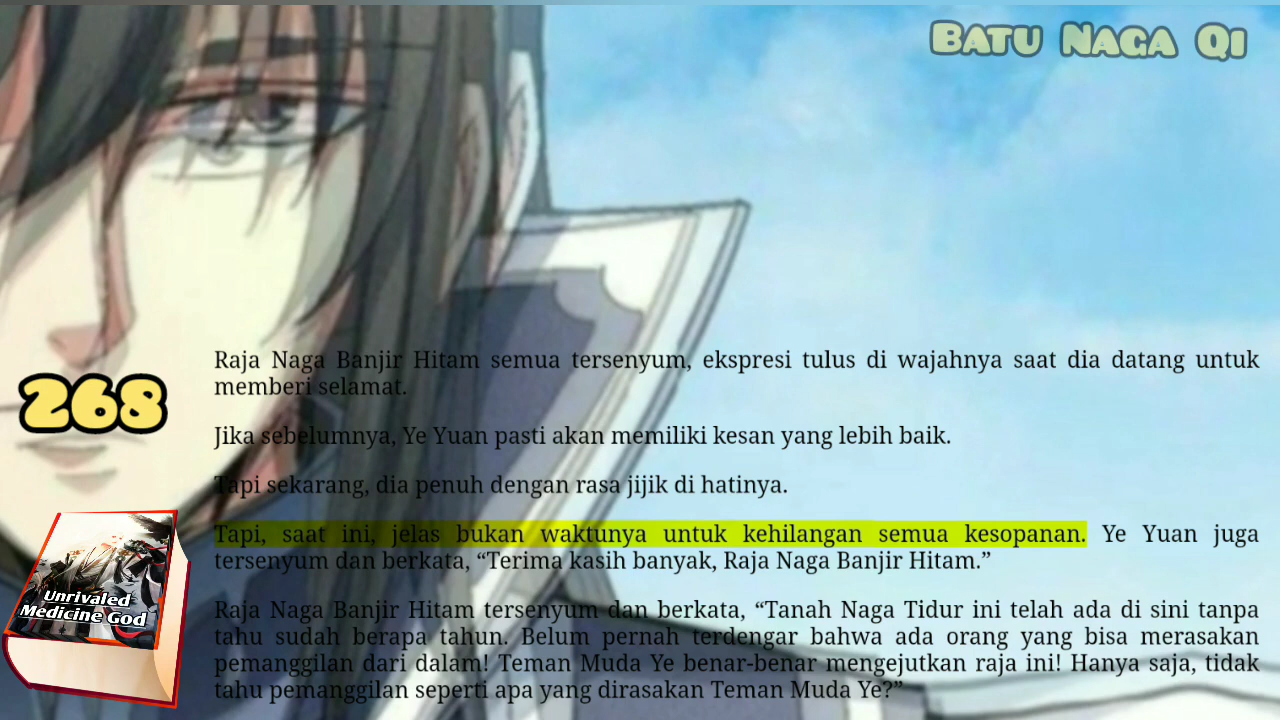 Batu Naga Qi
Raja Naga Banjir Hitam semua tersenyum, ekspresi tulus di wajahnya saat dia datang untuk
memberi selamat.
Jika sebelumnya, Ye Yuan pasti akan memiliki kesan yang lebih baik.
Tapi sekarang, dia penuh dengan rasa jijik di hatinya.
Tapi, saat ini, jelas bukan waktunya untuk kehilangan semua kesopanan. Ye Yuan juga
tersenyum dan berkata, “Terima kasih banyak, Raja Naga Banjir Hitam.”
Raja Naga Banjir Hitam tersenyum dan berkata, “Tanah Naga Tidur ini telah ada di sini tanpa
tahu sudah berapa tahun. Belum pernah terdengar bahwa ada orang yang bisa merasakan
pemanggilan dari dalam! Teman Muda Ye benar-benar mengejutkan raja ini! Hanya saja, tidak
tahu pemanggilan seperti apa yang dirasakan Teman Muda Ye?”
268
Unrivaled
Medicine God